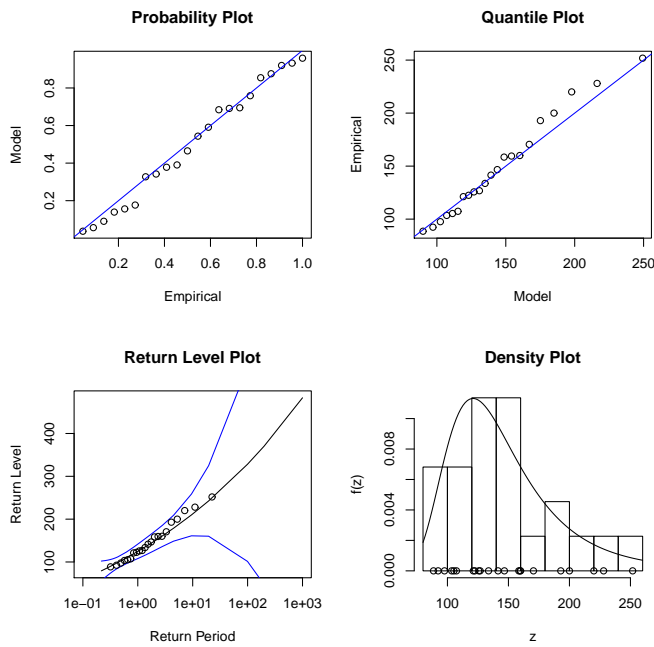 Probability Plot
Model
0.2 0.4 0.6 0.8
0.2 0.4 0.6 0.8 1.0
Empirical
Quantile Plot
Empirical
100 150 200 250
100 150 200 250
Model
Return Level Plot
Return Level
100 200 300 400
1e−01 1e+00 1e+01 1e+02 1e+03
Return Period
Density Plot
f(z)
0.000 0.004 0.008
100 150 200 250
z